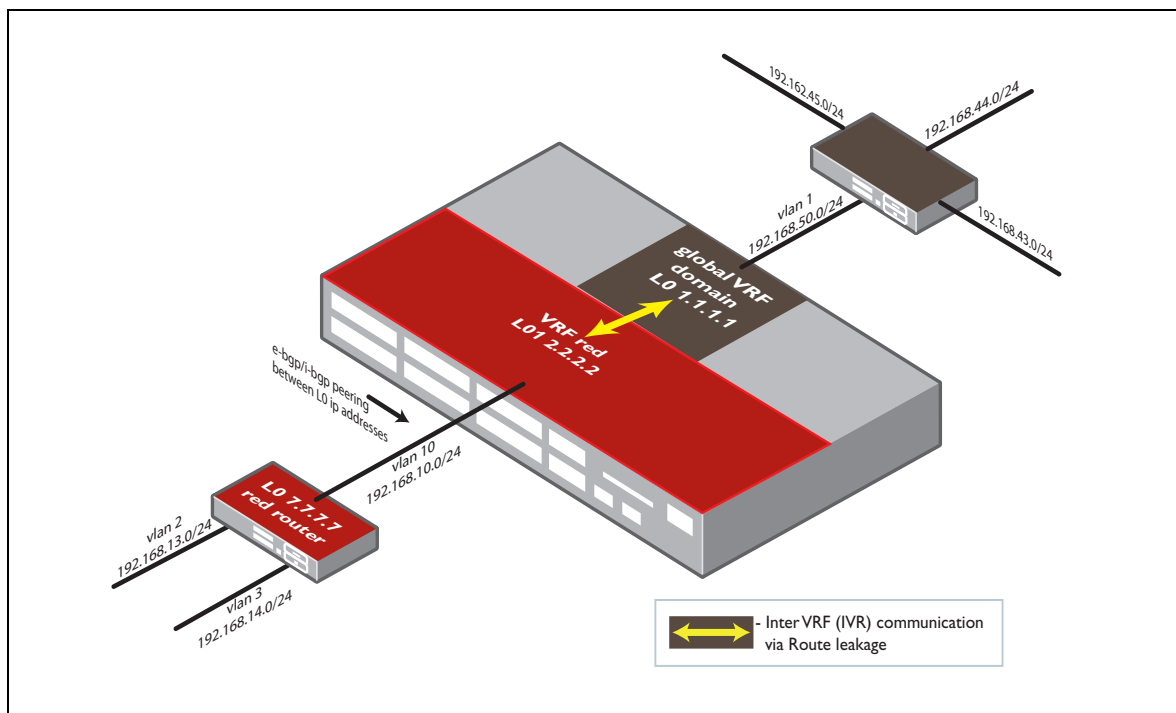 192.162.45.0/24
192.168.44.0/24
vlan 1
192.168.50.0/24
192.168.43.0/24
global VRF
domain
L0 1.1.1.1
VRF red
L01 2.2.2.2
e-bgp/i-bgp peering
between L0 ip addresses
vlan 10
192.168.10.0/24
L0 7.7.7.7
red router
vlan 2
192.168.13.0/24
vlan 3
192.168.14.0/24
- Inter VRF (IVR) communication
via Route leakage